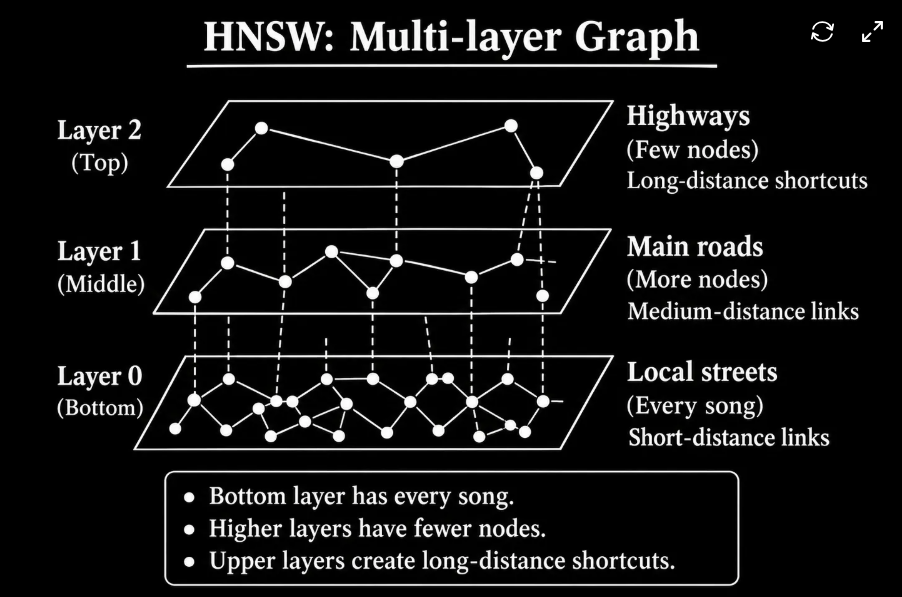 HNSW: Multi-layer Graph
Layer 2
(Top)
Highways
(Few nodes)
Long-distance shortcuts
Layer 1
(Middle)
Main roads
(More nodes)
Medium-distance links
Layer 0
(Bottom)
Local streets
(Every song)
Short-distance links
• Bottom layer has every song.
• Higher layers have fewer nodes.
• Upper layers create long-distance shortcuts.